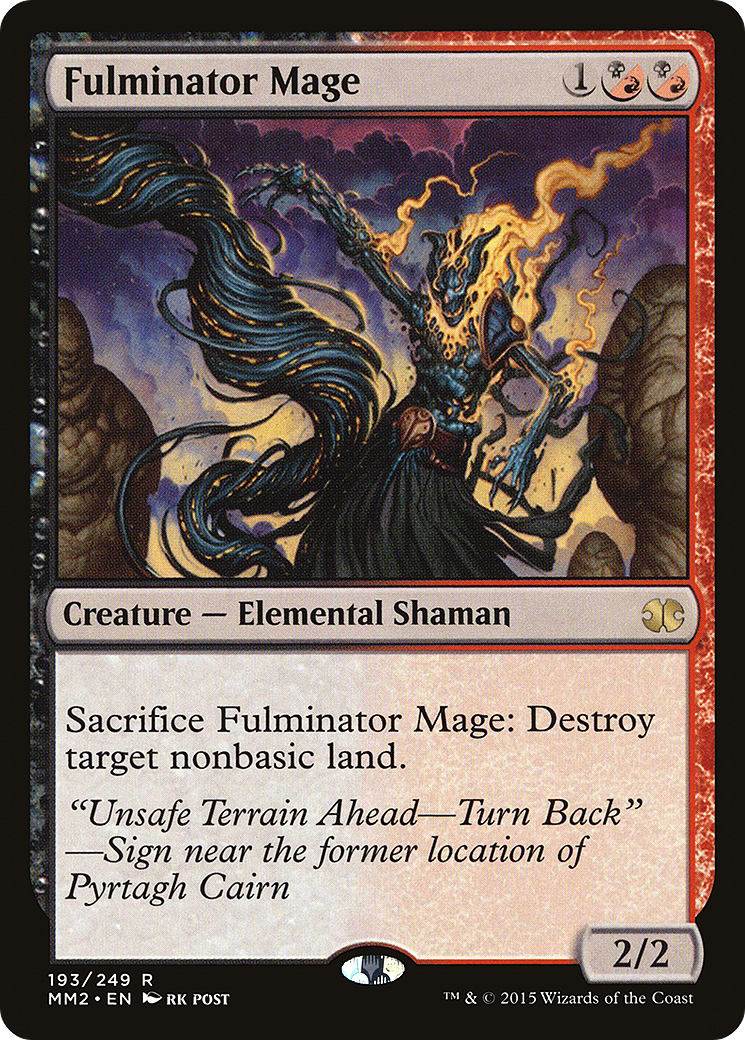 Fulminator Mage 1
Creature — Elemental Shaman
Sacrifice Fulminator Mage: Destroy
target nonbasic land.
“Unsafe Terrain Ahead—Turn Back”
—Sign near the former location of
Pyrtagh Cairn
2/2
193/249 R
MM2 • EN RK POST
™ & © 2015 Wizards of the Coast